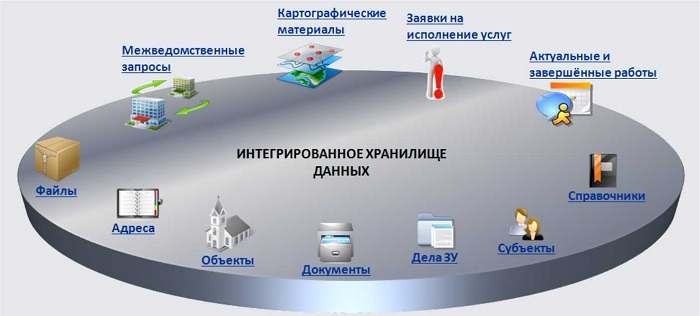 Картографические
материалы
Заявки на
исполнение услуг
Межведомственные
запросы
Актуальные и
завершённые работы
ИНТЕГРИРОВАННОЕ ХРАНИЛИЩЕ
ДАННЫХ
Файлы
Справочники
Адреса
Объекты
Документы
Дела ЗУ
Субъекты